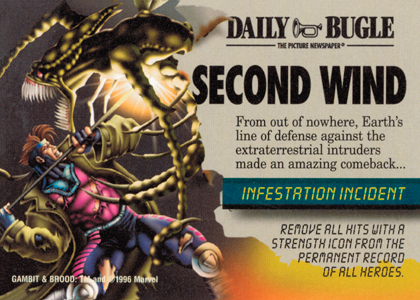 DAILY BUGLE
THE PICTURE NEWSPAPER®
SECOND WIND
From out of nowhere, Earth's
line of defense against the
extraterrestrial intruders
made an amazing comeback...
INFESTATION INCIDENT
REMOVE ALL HITS WITH A
STRENGTH ICON FROM THE
PERMANENT RECORD
OF ALL HEROES.
GAMBIT & BROOD: TM and ©1996 Marvel